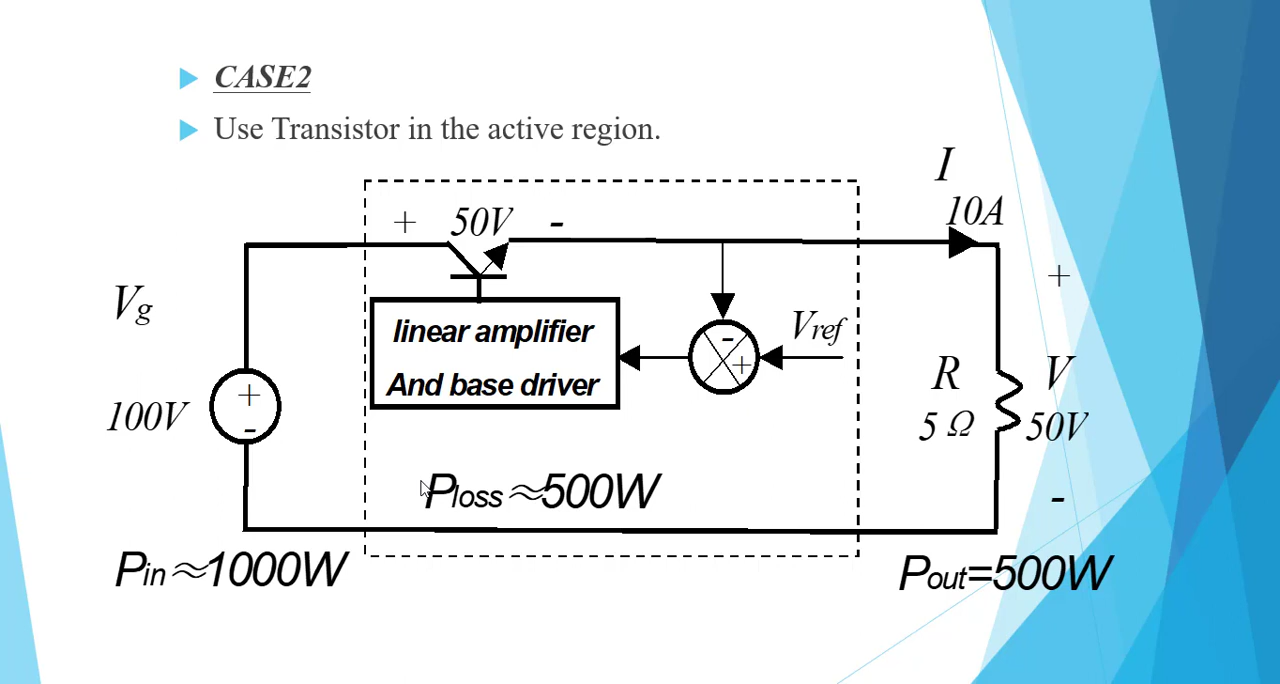 CASE2
Use Transistor in the active region.
I
10A
+ 50V -
+
Vg
linear amplifier
And base driver
-
+
Vref
100V
+
-
R
5 Ω
V
50V
Ploss≈500W
-
Pin≈1000W
Pout=500W